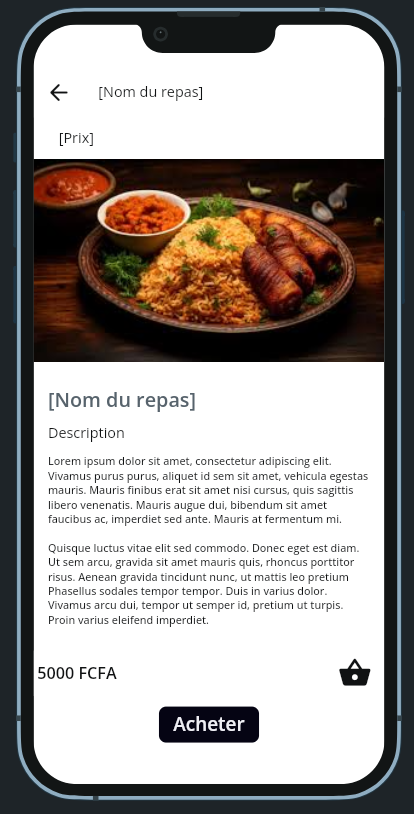 [Nom du repas]
[Prix]
[Nom du repas]
Description
Lorem ipsum dolor sit amet, consectetur adipiscing elit.
Vivamus purus purus, aliquet id sem sit amet, vehicula egestas
mauris. Mauris finibus erat sit amet nisi cursus, quis sagittis
libero venenatis. Mauris augue dui, bibendum sit amet
faucibus ac, imperdiet sed ante. Mauris at fermentum mi.
Quisque luctus vitae elit sed commodo. Donec eget est diam.
Ut sem arcu, gravida sit amet mauris quis, rhoncus porttitor
risus. Aenean gravida tincidunt nunc, ut mattis leo pretium
Phasellus sodales tempor tempor. Duis in varius dolor.
Vivamus arcu dui, tempor ut semper id, pretium ut turpis.
Proin varius eleifend imperdiet.
5000 FCFA
Acheter